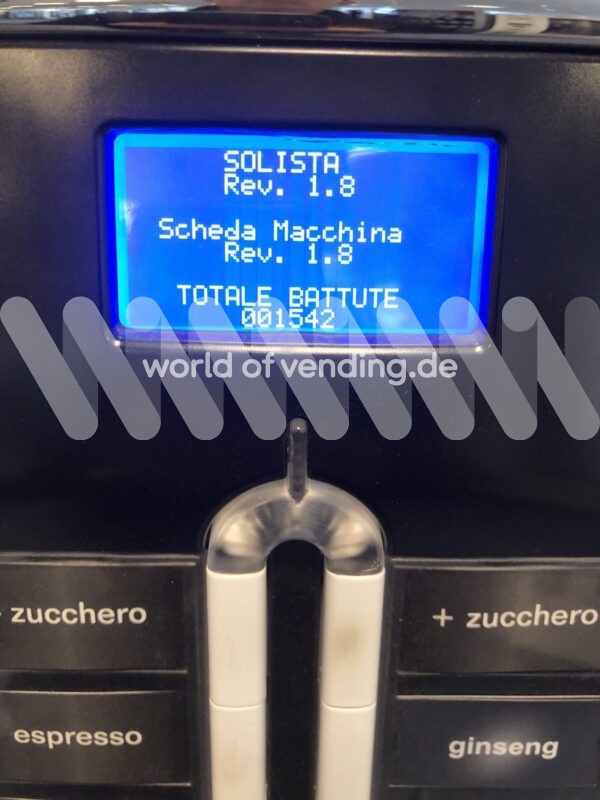 SOLISTA
Rev. 1.8
Scheda Macchina
Rev. 1.8
TOTALE BATTUTE
001542
world of vending.de
- zucchero
+ zucchero
espresso
ginseng